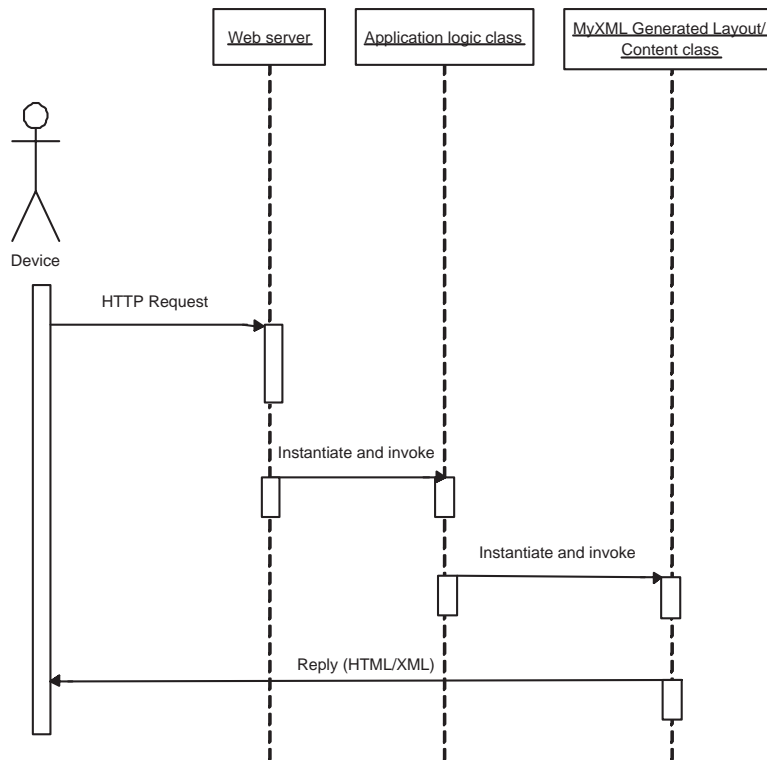 Web server
Application logic class
MyXML Generated Layout/
Content class
Device
HTTP Request
Instantiate and invoke
Instantiate and invoke
Reply (HTML/XML)